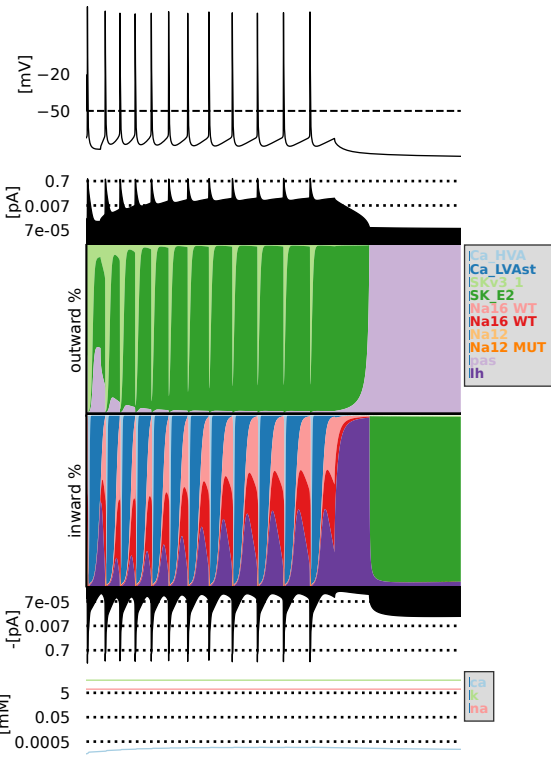 [mV]
−20
−50
[pA]
0.7
0.007
7e-05
outward %
Ca_HVA
Ca_LVAst
SKv3_1
SK_E2
Na16 WT
Na16 WT
Na12
Na12 MUT
pas
Ih
inward %
-[pA]
7e-05
0.007
0.7
[mM]
5
0.05
0.0005
ca
k
na